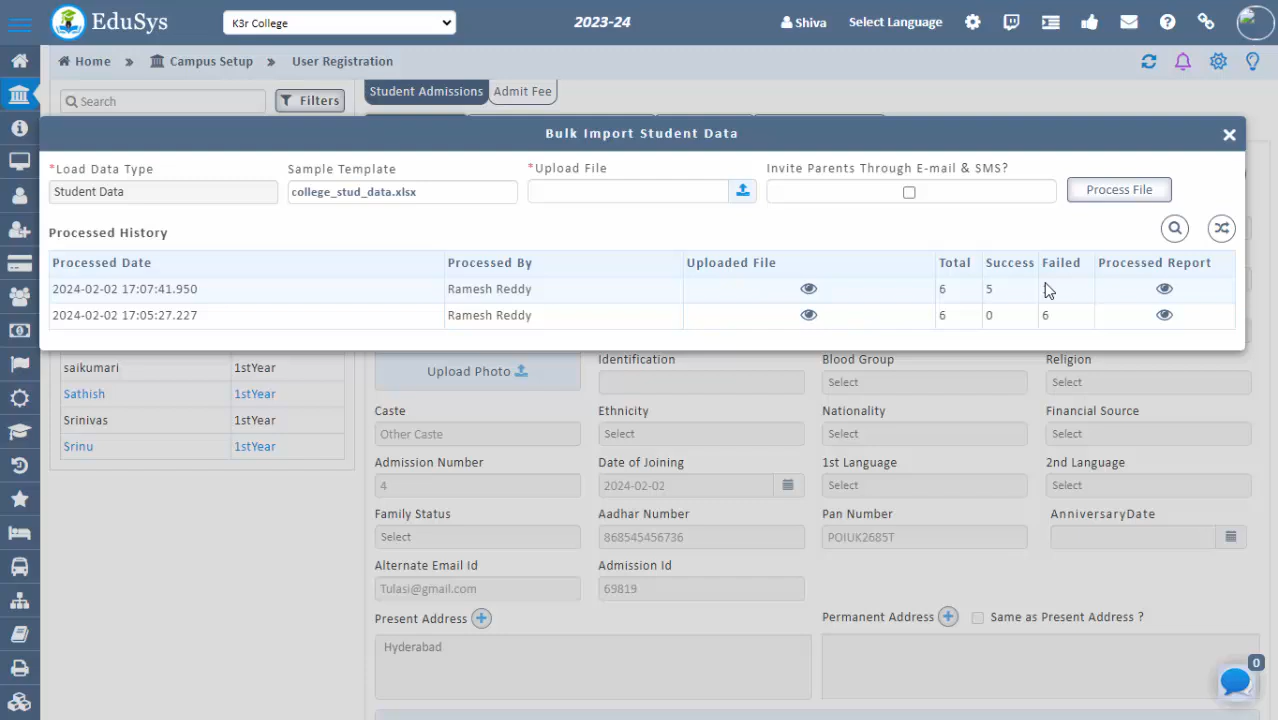 EduSys
K3r College
2023-24
Shiva
Select Language
Home » Campus Setup » User Registration
Search
Filters
Student Admissions
Admit Fee
Bulk Import Student Data
*Load Data Type
Sample Template
*Upload File
Invite Parents Through E-mail & SMS?
Student Data
college_stud_data.xlsx
Process File
Processed History
Processed Date Processed By Uploaded File Total Success Failed Processed Report
2024-02-02 17:07:41.950 Ramesh Reddy 6 5
2024-02-02 17:05:27.227 Ramesh Reddy 6 0 6
saikumari 1stYear
Sathish 1stYear
Srinivas 1stYear
Srinu 1stYear
Upload Photo
Identification
Blood Group
Religion
Select
Select
Caste
Ethnicity
Nationality
Financial Source
Other Caste
Select
Select
Select
Admission Number
Date of Joining
1st Language
2nd Language
4
2024-02-02
Select
Select
Family Status
Aadhar Number
Pan Number
AnniversaryDate
Select
868545456736
POIUK2685T
Alternate Email Id
Admission Id
Tulasi@gmail.com
69819
Present Address
Permanent Address
Same as Present Address ?
Hyderabad
0